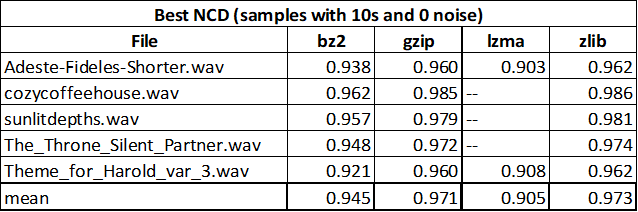 Best NCD (samples with 10s and 0 noise)
File bz2 gzip lzma zlib
Adeste-Fideles-Shorter.wav 0.938 0.960 0.903 0.962
cozycoffeehouse.wav 0.962 0.985 -- 0.986
sunlitdepths.wav 0.957 0.979 -- 0.981
The_Throne_Silent_Partner.wav 0.948 0.972 -- 0.974
Theme_for_Harold_var_3.wav 0.921 0.960 0.908 0.962
mean 0.945 0.971 0.905 0.973